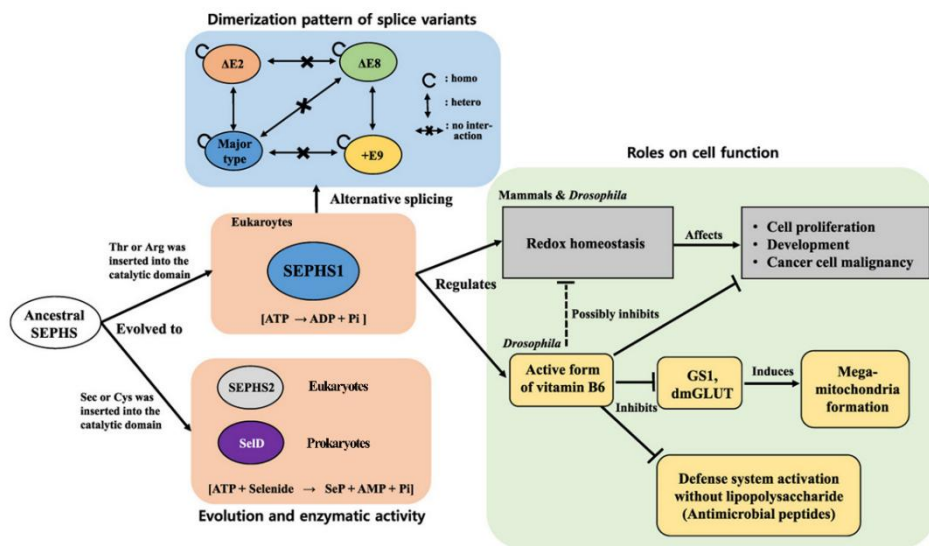 Dimerization pattern of splice variants
ΔE2
ΔE8
Major
type
+E9
: homo
: hetero
: no inter-
action
Alternative splicing
Eukaroytes
SEPHS1
[ATP → ADP + Pi ]
Thr or Arg was
inserted into the
catalytic domain
Ancestral
SEPHS
Evolved to
Sec or Cys was
inserted into the
catalytic domain
SEPHS2
Eukaryotes
SelD
Prokaryotes
[ATP + Selenide → SeP + AMP + Pi]
Evolution and enzymatic activity
Regulates
Roles on cell function
Mammals & Drosophila
Redox homeostasis
Affects
• Cell proliferation
• Development
• Cancer cell malignancy
Possibly inhibits
Drosophila
Active form
of vitamin B6
Inhibits
GS1,
dmGLUT
Induces
Mega-
mitochondria
formation
Defense system activation
without lipopolysaccharide
(Antimicrobial peptides)